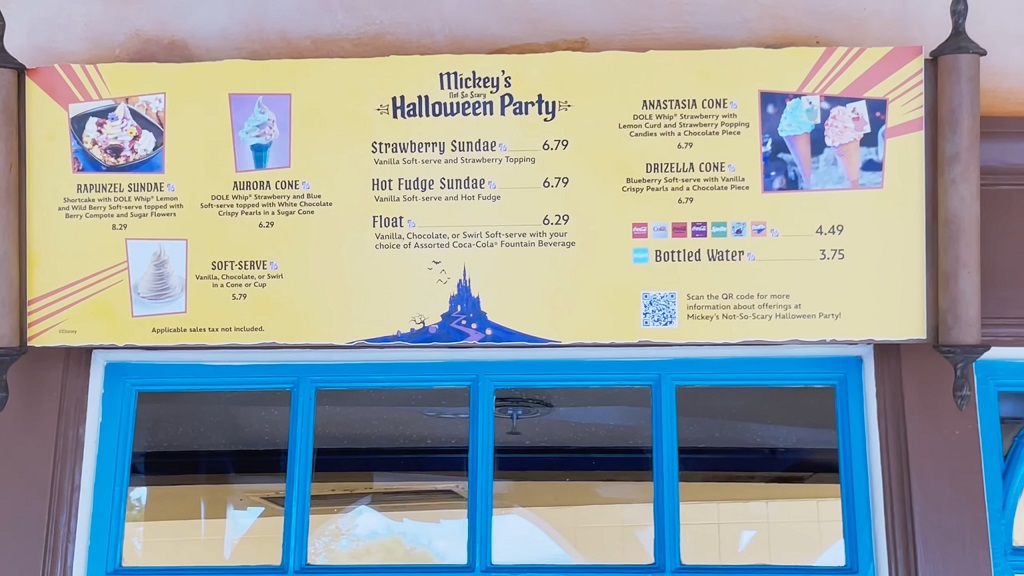 Mickey's
Not-So-Scary
Halloween Party
RAPUNZEL SUNDAE
Shortcake with DOLE Whip® Lemon
and Wild Berry Soft-serve topped with
Berry Compote and Sugar Flowers
8.29
AURORA CONE
DOLE Whip® Strawberry and Blue
Soft-serve topped with White Chocolate
Crispy Pearls in a Sugar Cone
6.29
SOFT-SERVE
Vanilla, Chocolate, or Swirl
in a Cone or Cup
5.79
Applicable sales tax not included.
©Disney
Strawberry Sundae 6.79
Vanilla Soft-serve and Strawberry Topping
Hot Fudge Sundae 6.79
Vanilla Soft-serve and Hot Fudge
Float 6.29
Vanilla, Chocolate, or Swirl Soft-serve with your
choice of Assorted Coca-Cola® Fountain Beverage
ANASTASIA CONE
DOLE Whip® Strawberry with
Lemon Curd and Strawberry Popping
Candies with a Chocolate Piece
6.79
DRIZELLA CONE
Blueberry Soft-serve with Vanilla
Crispy Pearls and a Chocolate Piece
6.79
4.49
Bottled Water 3.75
Scan the QR code for more
information about offerings at
Mickey's Not-So-Scary Halloween Party!